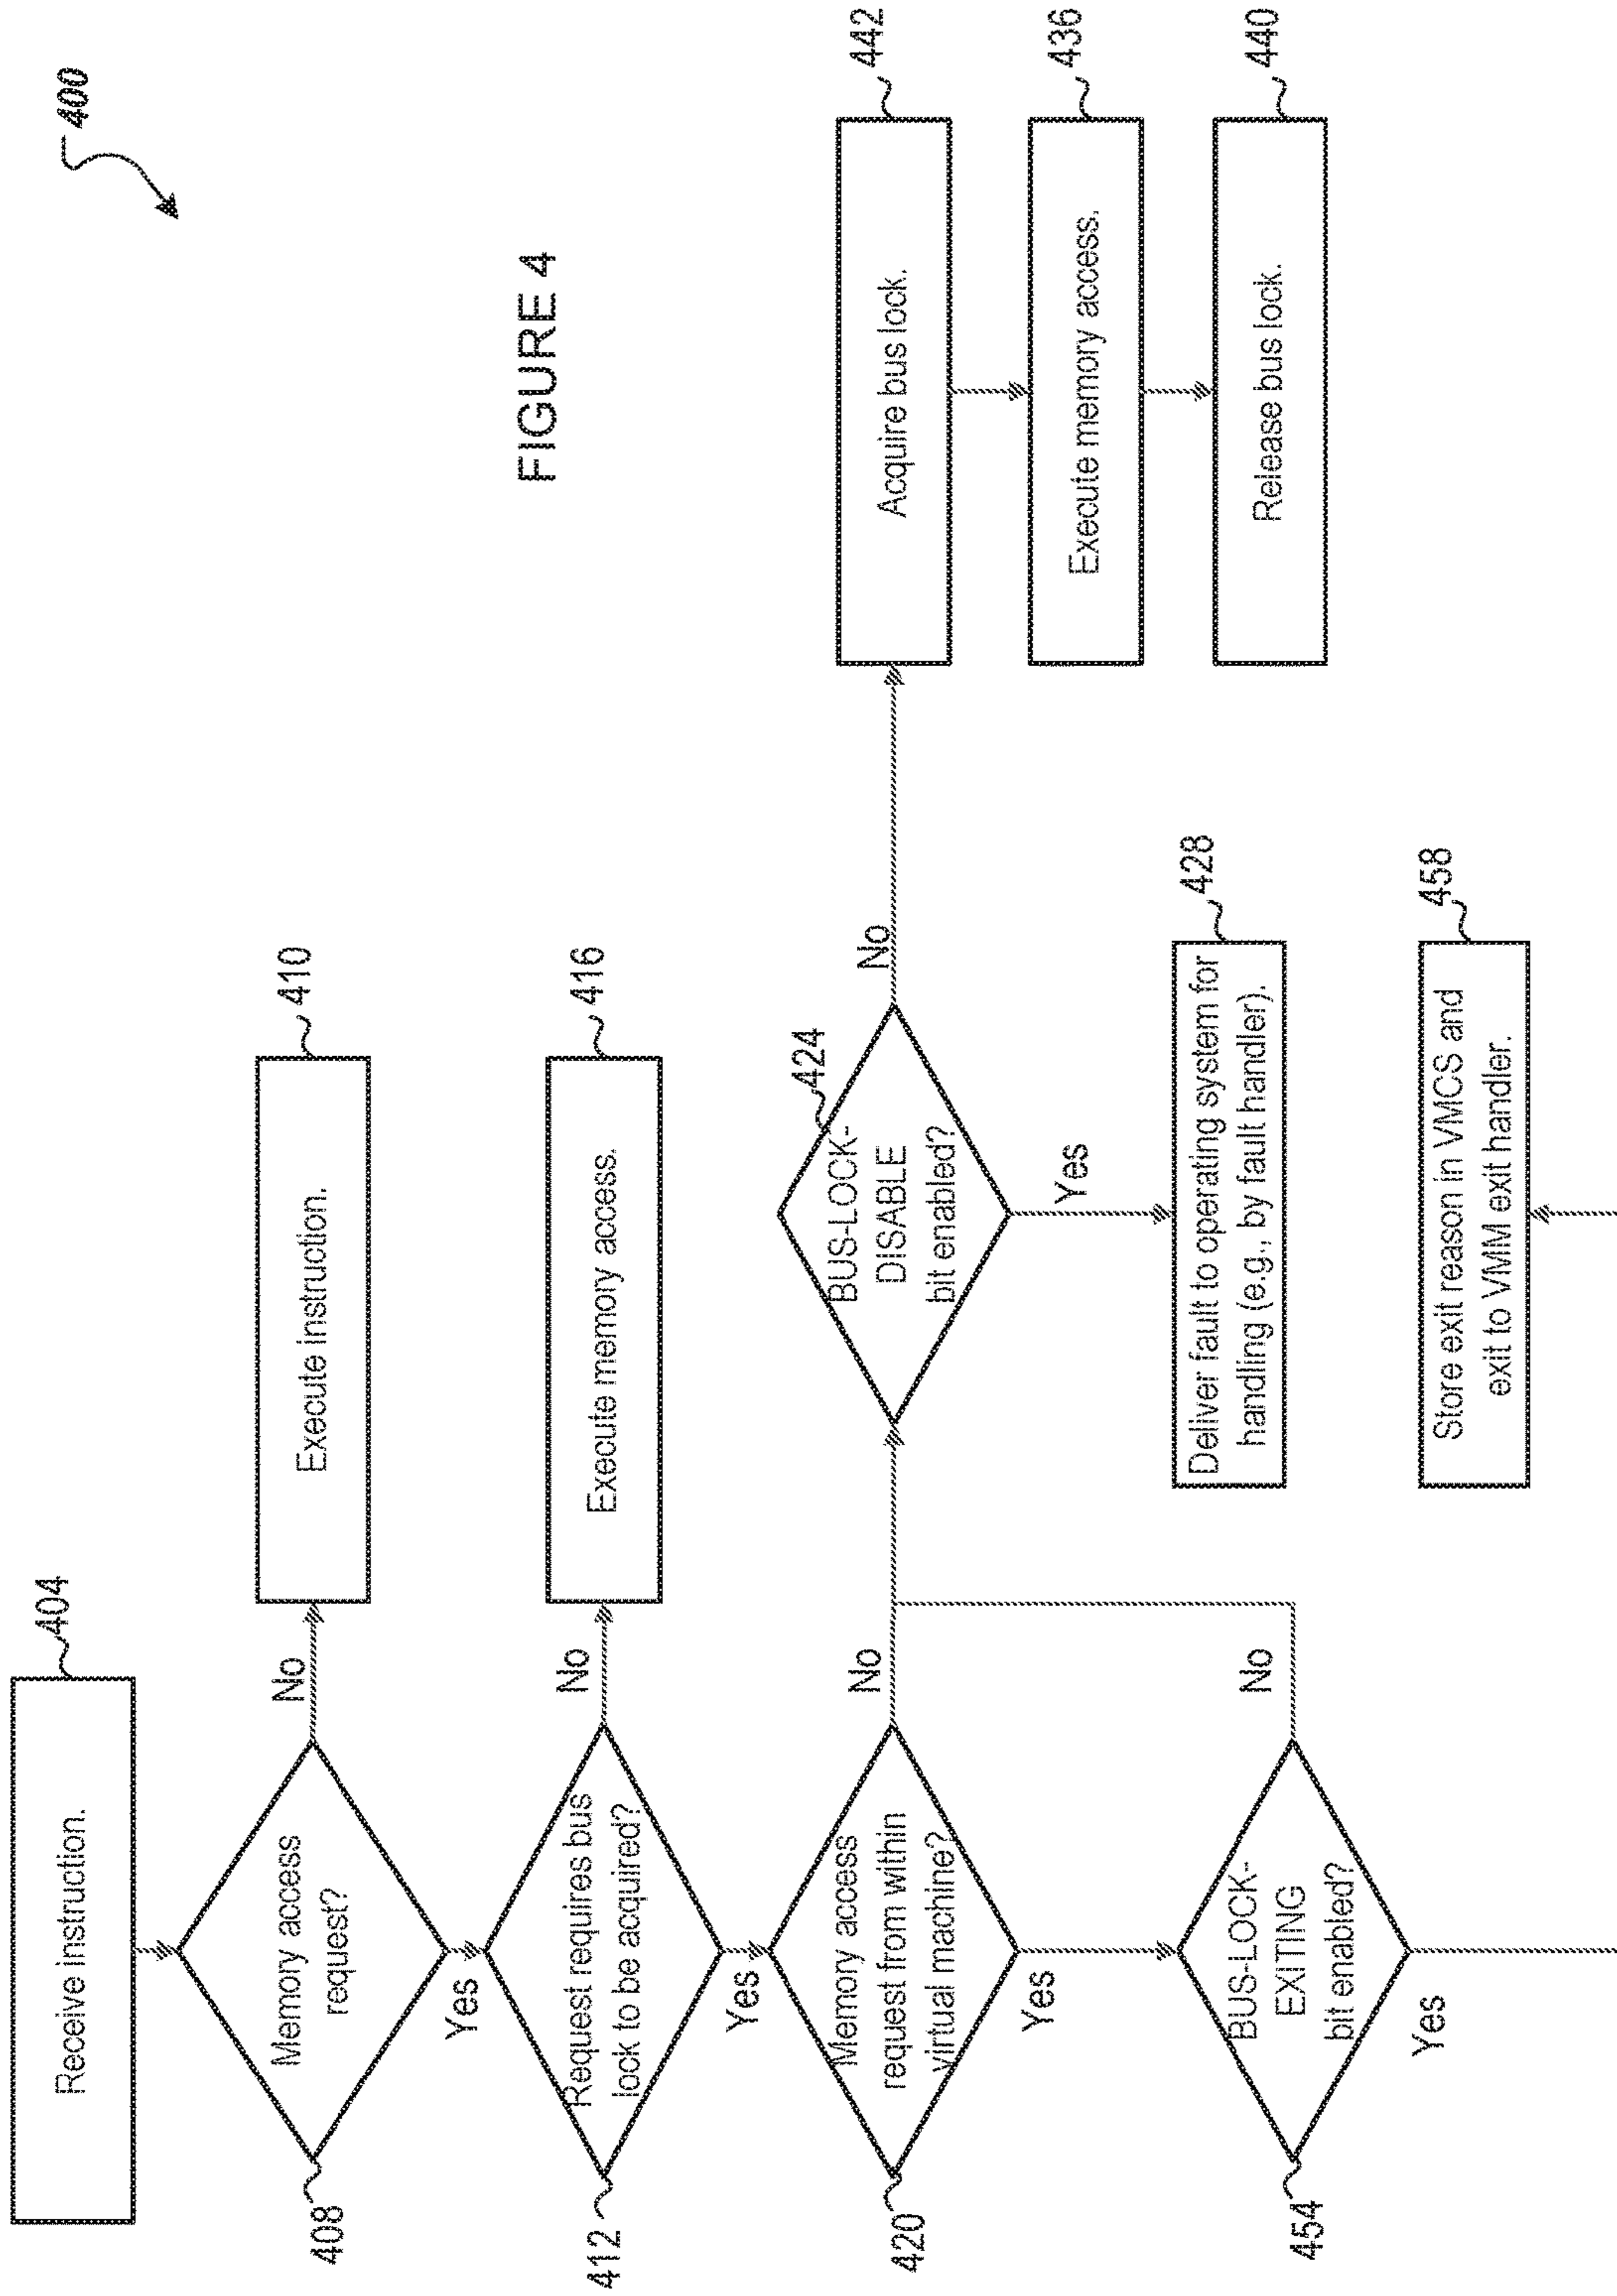 400
FIGURE 4
404
Receive instruction.
408
Memory access
request?
No
410
Execute instruction.
Yes
412
Request requires bus
lock to be acquired?
No
416
Execute memory access.
Yes
420
Memory access
request from within
virtual machine?
No
424
BUS-LOCK-
DISABLE
bit enabled?
No
442
Acquire bus lock.
436
Execute memory access.
440
Release bus lock.
Yes
428
Deliver fault to operating system for
handling (e.g., by fault handler).
Yes
454
BUS-LOCK-
EXITING
bit enabled?
No
Yes
458
Store exit reason in VMCS and
exit to VMM exit handler.